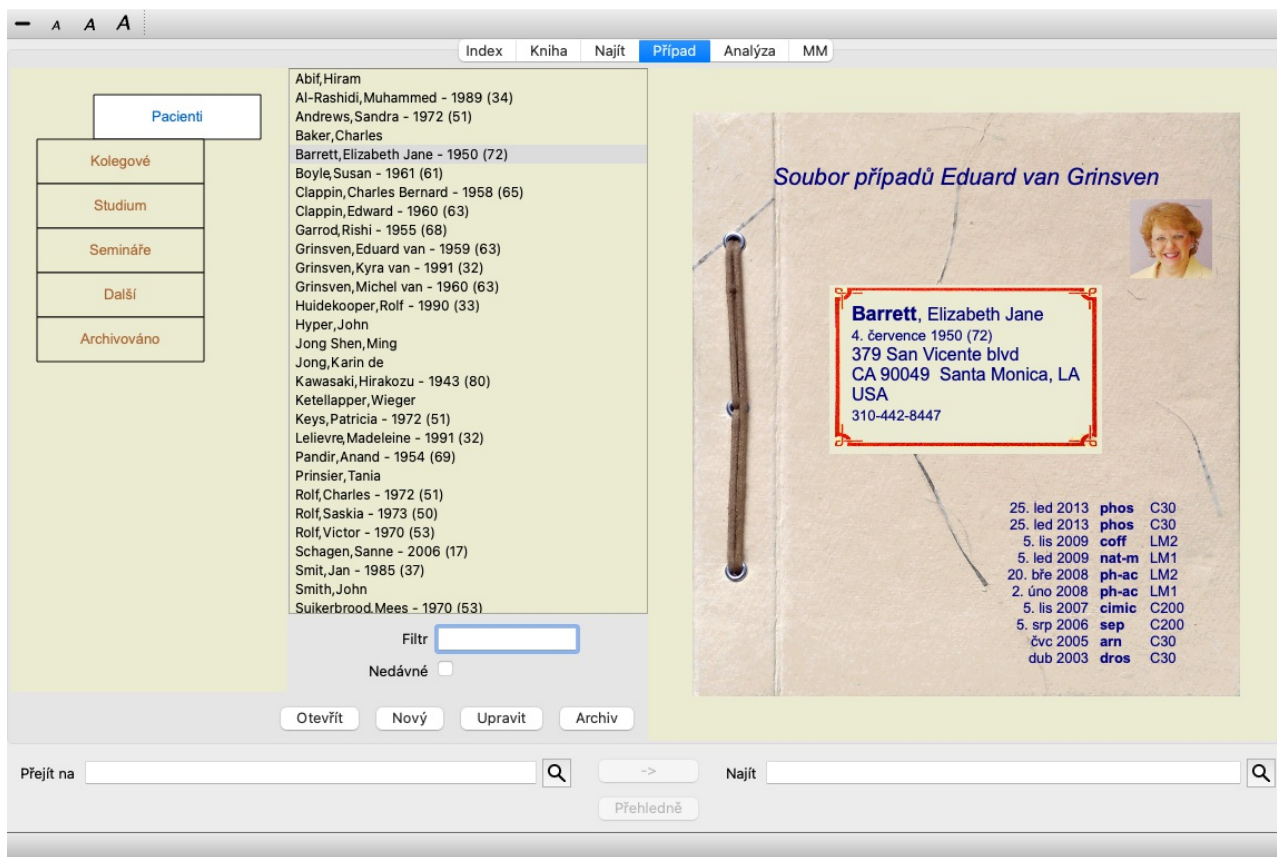 A A A
Index Kniha Najít Případ Analýza MM
Pacienti
Kolegové
Studium
Semináře
Další
Archivováno
Abif,Hiram
Al-Rashidi,Muhammed - 1989 (34)
Andrews,Sandra - 1972 (51)
Baker,Charles
Barrett,Elizabeth Jane - 1950 (72)
Boyle,Susan - 1961 (61)
Clappin,Charles Bernard - 1958 (65)
Clappin,Edward - 1960 (63)
Garrod,Rishi - 1955 (68)
Grinsven,Eduard van - 1959 (63)
Grinsven,Kyra van - 1991 (32)
Grinsven,Michel van - 1960 (63)
Huidekooper,Rolf - 1990 (33)
Hyper,John
Jong Shen,Ming
Jong,Karin de
Kawasaki,Hirakozu - 1943 (80)
Ketellapper,Wieger
Keys,Patricia - 1972 (51)
Lelievre,Madeleine - 1991 (32)
Pandir,Anand - 1954 (69)
Prinsier,Tania
Rolf,Charles - 1972 (51)
Rolf,Saskia - 1973 (50)
Rolf,Victor - 1970 (53)
Schagen,Sanne - 2006 (17)
Smit,Jan - 1985 (37)
Smith,John
Suikerbrood,Mees - 1970 (53)
Filtr
Nedávné
Otevřít Nový Upravit Archiv
Soubor případů Eduard van Grinsven
Barrett, Elizabeth Jane
4. července 1950 (72)
379 San Vicente blvd
CA 90049 Santa Monica, LA
USA
310-442-8447
25. led 2013 phos C30
25. led 2013 phos C30
5. lis 2009 coff LM2
5. led 2009 nat-m LM1
20. bře 2008 ph-ac LM2
2. úno 2008 ph-ac LM1
5. lis 2007 cimic C200
5. srp 2006 sep C200
čvc 2005 arn C30
dub 2003 dros C30
Přejít na -> Najít
Přehledně